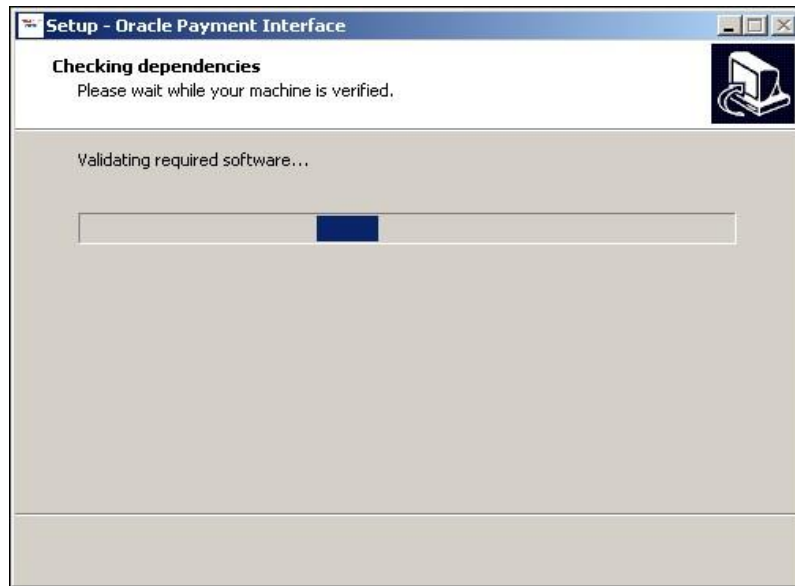 Setup - Oracle Payment Interface
Checking dependencies
Please wait while your machine is verified.
Validating required software...